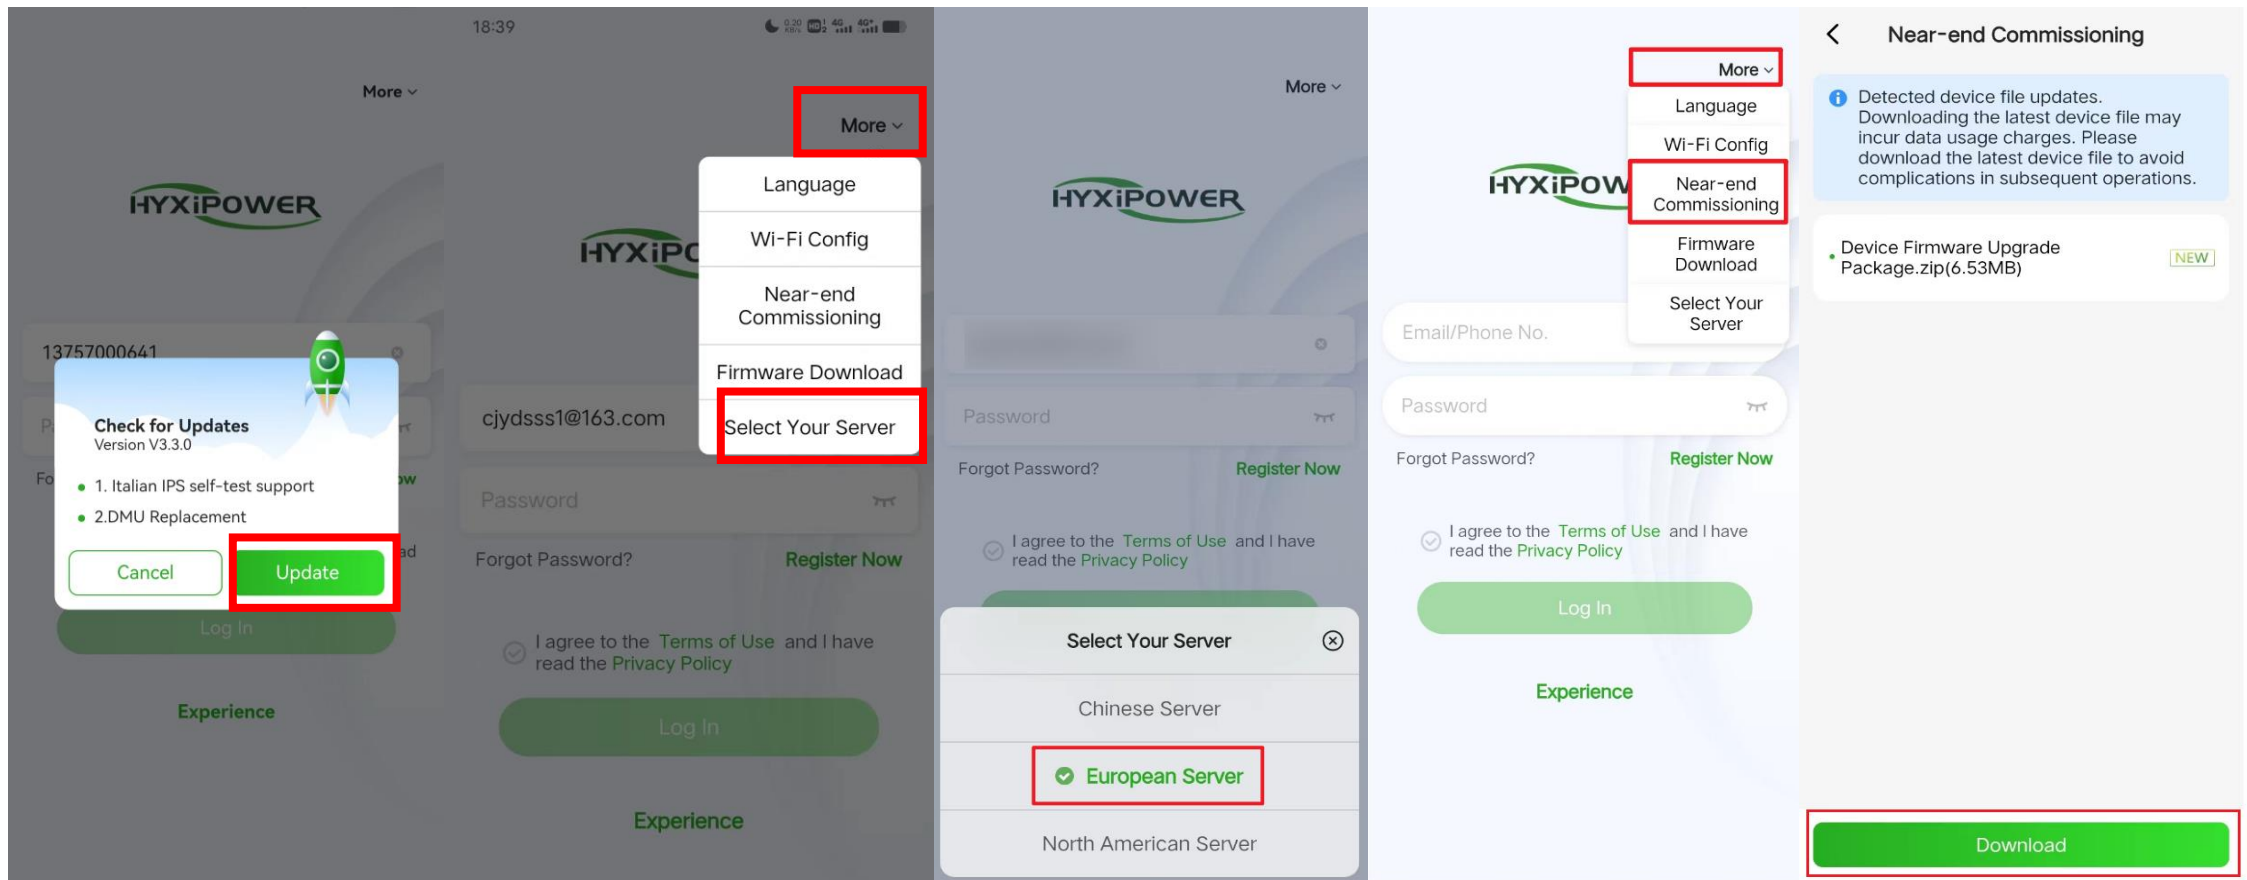 More
HYXiPOWER
13757000641
Check for Updates
Version V3.3.0
1. Italian IPS self-test support
2.DMU Replacement
Cancel
Update
Log In
Experience
18:39
More
Language
Wi-Fi Config
Near-end
Commissioning
Firmware Download
Select Your Server
cjydsss1@163.com
Password
Forgot Password?
Register Now
I agree to the Terms of Use and I have
read the Privacy Policy
Log In
Experience
More
HYXiPOWER
Password
Forgot Password?
Register Now
I agree to the Terms of Use and I have
read the Privacy Policy
Select Your Server
Chinese Server
European Server
North American Server
More
Language
Wi-Fi Config
Near-end
Commissioning
Firmware
Download
Select Your
Server
HYXiPOW
Email/Phone No.
Password
Forgot Password?
Register Now
I agree to the Terms of Use and I have
read the Privacy Policy
Log In
Experience
Near-end Commissioning
Detected device file updates.
Downloading the latest device file may
incur data usage charges. Please
download the latest device file to avoid
complications in subsequent operations.
Device Firmware Upgrade
Package.zip(6.53MB)
NEW
Download